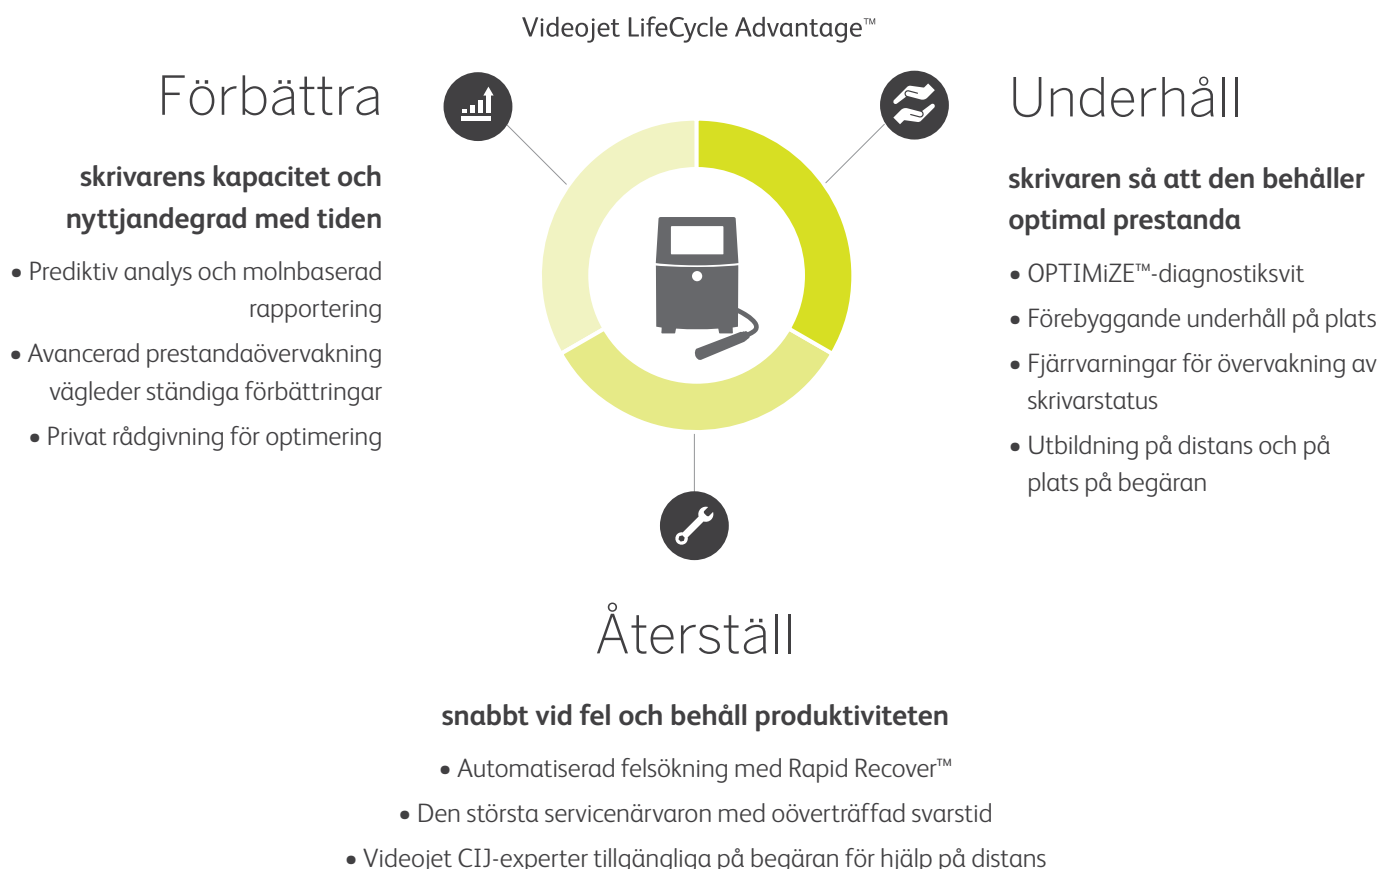 Videojet LifeCycle Advantage™
Förbättra
skrivarens kapacitet och
nyttjandegrad med tiden
• Prediktiv analys och molnbaserad
rapportering
• Avancerad prestandaövervakning
vägleder ständiga förbättringar
• Privat rådgivning för optimering
Underhåll
skrivaren så att den behåller
optimal prestanda
• OPTIMiZE™-diagnostiksvit
• Förebyggande underhåll på plats
• Fjärrvarningar för övervakning av
skrivarstatus
• Utbildning på distans och på
plats på begäran
Återställ
snabbt vid fel och behåll produktiviteten
• Automatiserad felsökning med Rapid Recover™
• Den största servicenärvaron med oöverträffad svarstid
• Videojet CIJ-experter tillgängliga på begäran för hjälp på distans